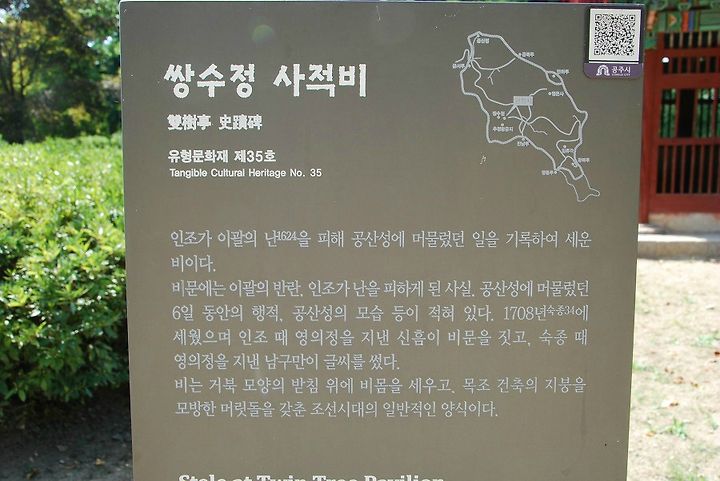 쌍수정 사적비
雙樹亭 史蹟碑
유형문화재 제35호
Tangible Cultural Heritage No. 35
공주시
인조가 이괄의 난1624을 피해 공산성에 머물렀던 일을 기록하여 세운
비이다.
비문에는 이괄의 반란, 인조가 난을 피하게 된 사실, 공산성에 머물렀던
6일 동안의 행적, 공산성의 모습 등이 적혀 있다. 1708년숙종34에
세웠으며 인조 때 영의정을 지낸 신흠이 비문을 짓고, 숙종 때
영의정을 지낸 남구만이 글씨를 썼다.
비는 거북 모양의 받침 위에 비몸을 세우고, 목조 건축의 지붕을
모방한 머릿돌을 갖춘 조선시대의 일반적인 양식이다.
Stele at Twin Tree Pavilion